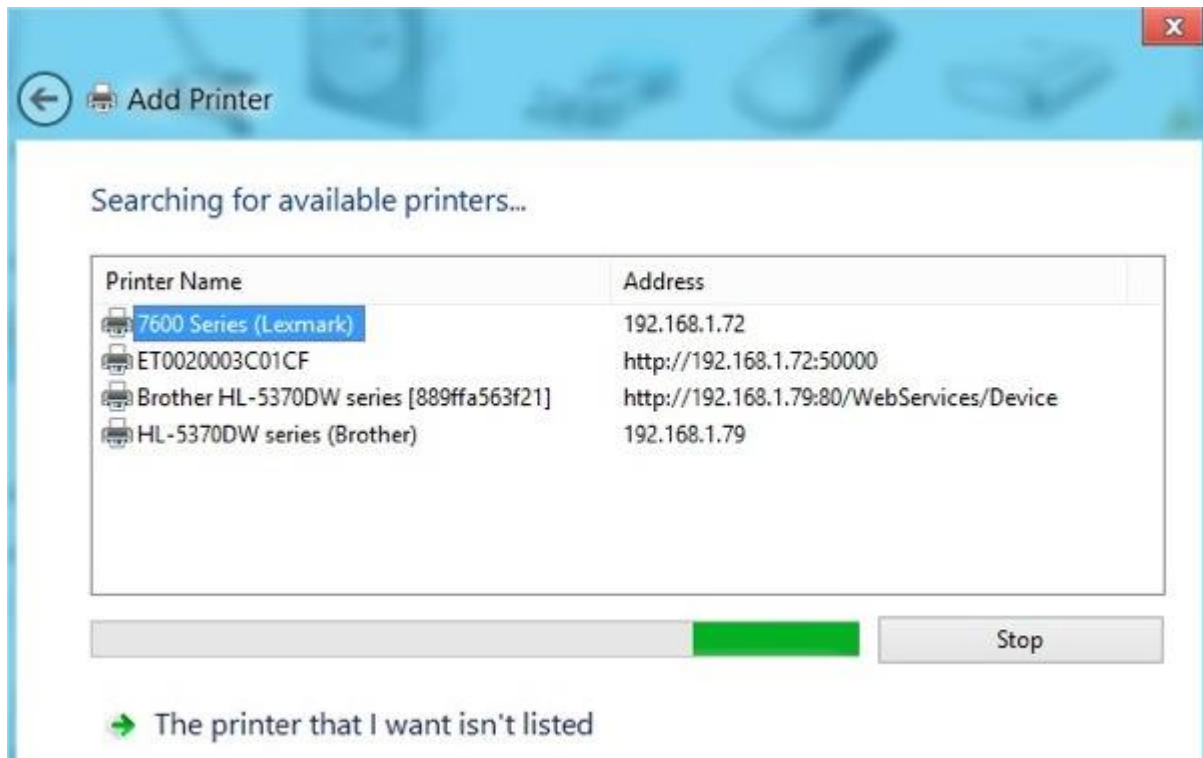 Add Printer
Searching for available printers...
Printer Name Address
7600 Series (Lexmark) 192.168.1.72
ET0020003C01CF http://192.168.1.72:50000
Brother HL-5370DW series [889ffa563f21] http://192.168.1.79:80/WebServices/Device
HL-5370DW series (Brother) 192.168.1.79
Stop
The printer that I want isn't listed